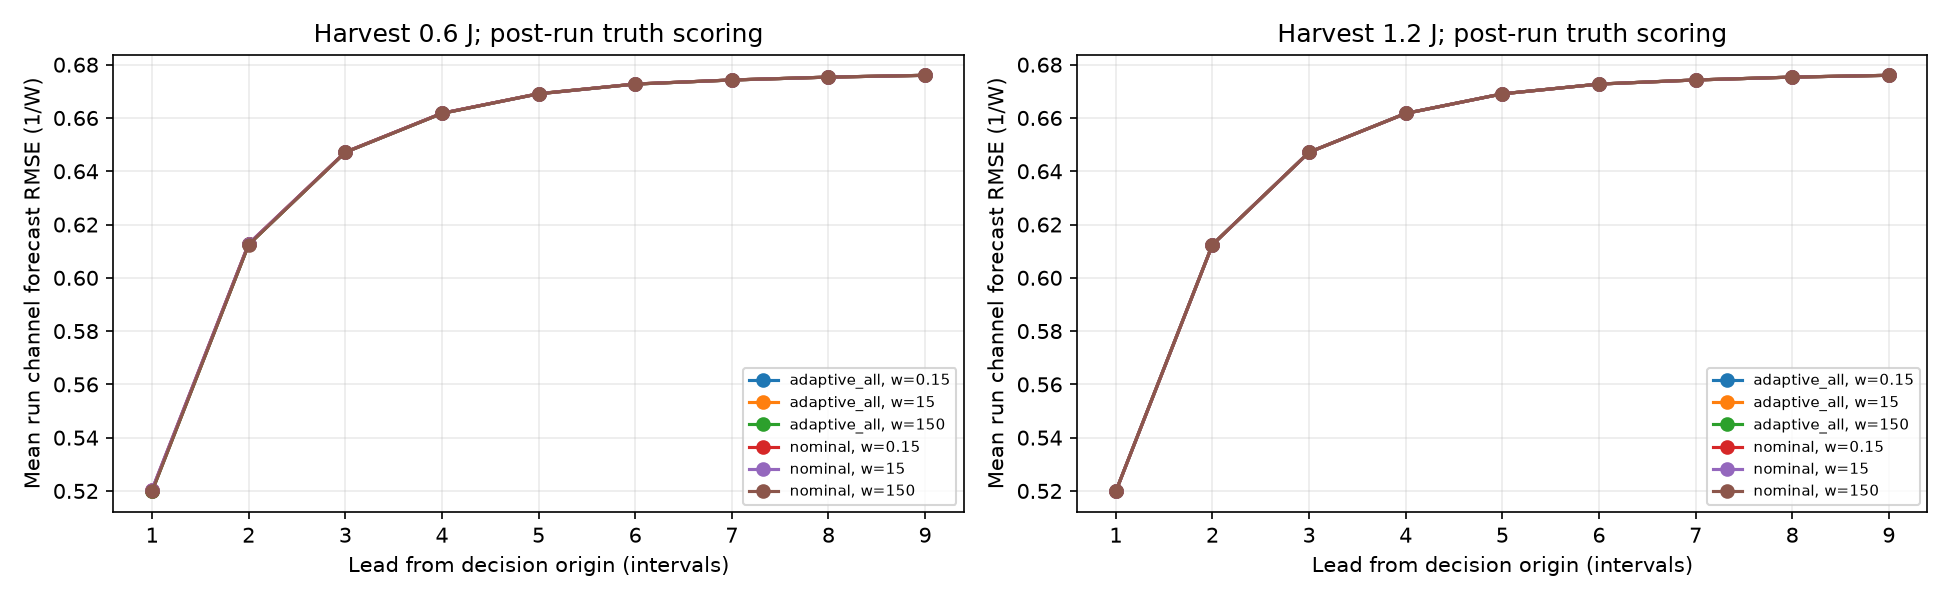 Harvest 0.6 J; post-run truth scoring
Mean run channel forecast RMSE (1/W)
0.68
0.66
0.64
0.62
0.60
0.58
0.56
0.54
0.52
1 2 3 4 5 6 7 8 9
Lead from decision origin (intervals)
adaptive_all, w=0.15
adaptive_all, w=15
adaptive_all, w=150
nominal, w=0.15
nominal, w=15
nominal, w=150
Harvest 1.2 J; post-run truth scoring
Mean run channel forecast RMSE (1/W)
0.68
0.66
0.64
0.62
0.60
0.58
0.56
0.54
0.52
1 2 3 4 5 6 7 8 9
Lead from decision origin (intervals)
adaptive_all, w=0.15
adaptive_all, w=15
adaptive_all, w=150
nominal, w=0.15
nominal, w=15
nominal, w=150